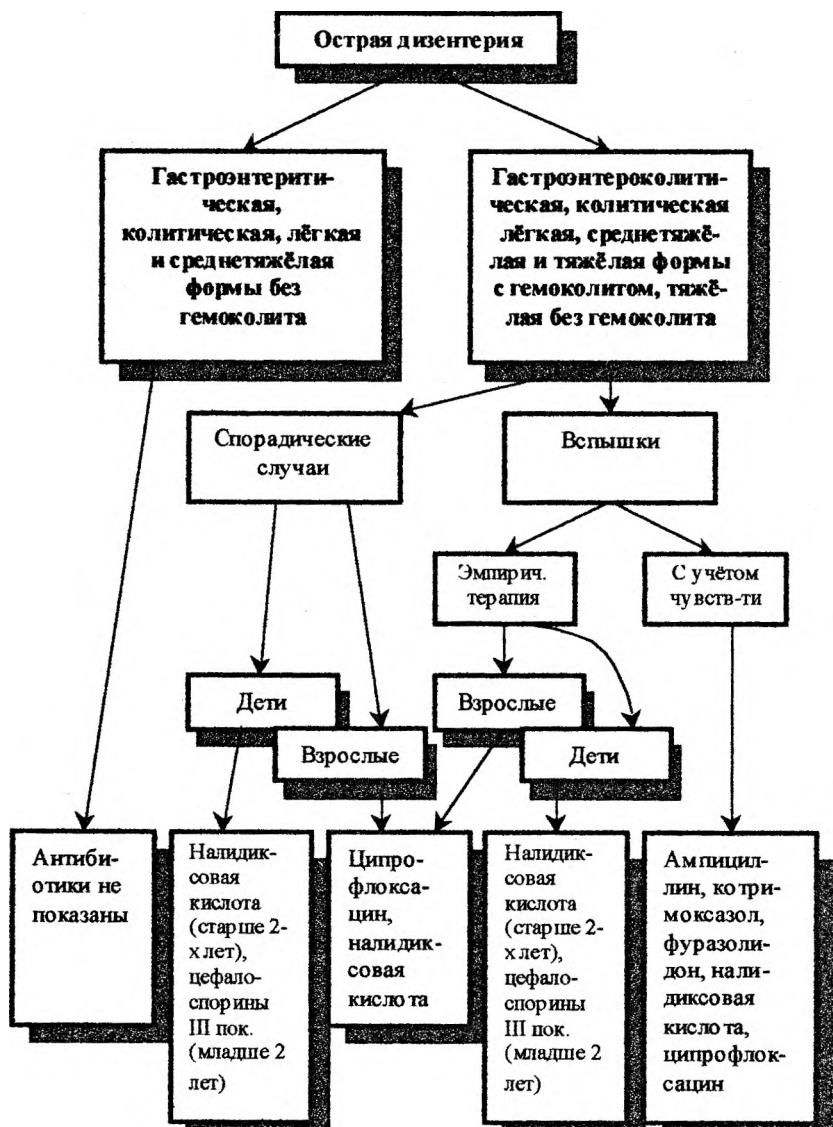 Острая дизентерия
Гастроэнтерити-
ческая,
колитическая, лёгкая
и среднетяжёлая
формы без
гемоколита
Гастроэнтероколити-
ческая, колитическая
лёгкая, среднетяжё-
лая и тяжёлая формы
с гемоколитом, тяжё-
лая без гемоколита
Спорадические
случаи
Вспышки
Эмпирич.
терапия
С учётом
чувств-ти
Дети
Взрослые
Взрослые
Дети
Антиби-
отики не
показаны
Налидик-
совая
кислота
(старше 2-
х лет),
цефало-
спорины
III пок.
(младше 2
лет)
Ципро-
флокса-
цин,
налидик-
совая
кислота
Налидик-
совая
кислота
(старше 2-
х лет),
цефало-
спорины
III пок.
(младше 2
лет)
Ампицил-
лин, котри-
моксазол,
фуразоли-
дон, нали-
диксовая
кислота,
ципрофлок-
сацин